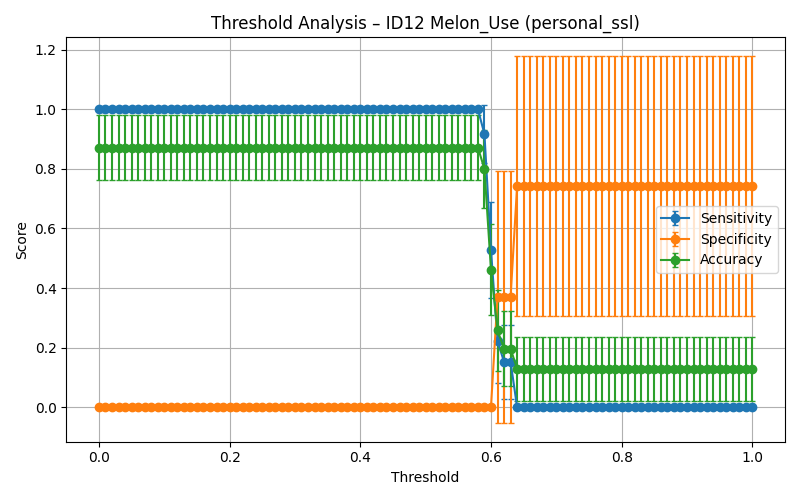 Threshold Analysis – ID12 Melon_Use (personal_ssl)
1.2
1.0
0.8
0.6
0.4
0.2
0.0
Score
Sensitivity
Specificity
Accuracy
0.0 0.2 0.4 0.6 0.8 1.0
Threshold